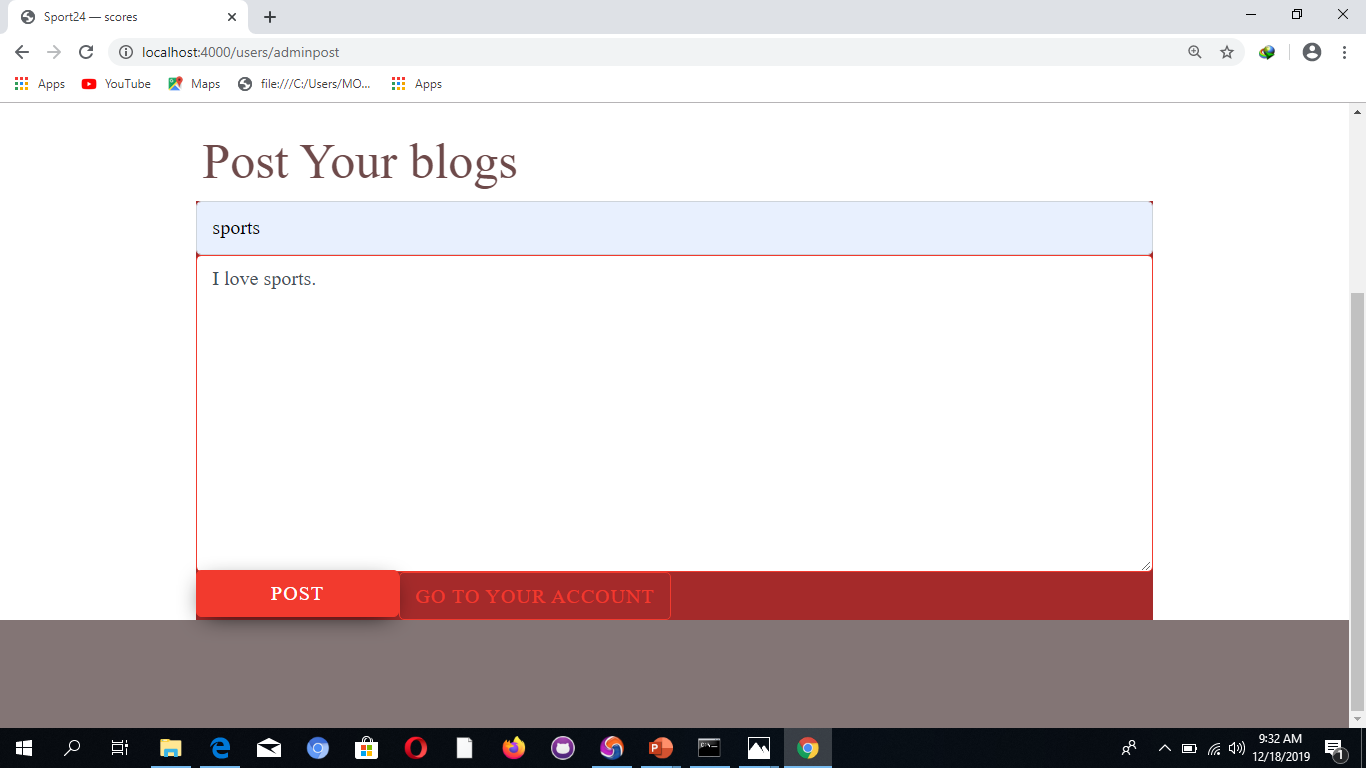 Sport24 — scores
localhost:4000/users/adminpost
Apps YouTube Maps file:///C:/Users/MO... Apps
Post Your blogs
sports
I love sports.
POST GO TO YOUR ACCOUNT
9:32 AM
12/18/2019
1